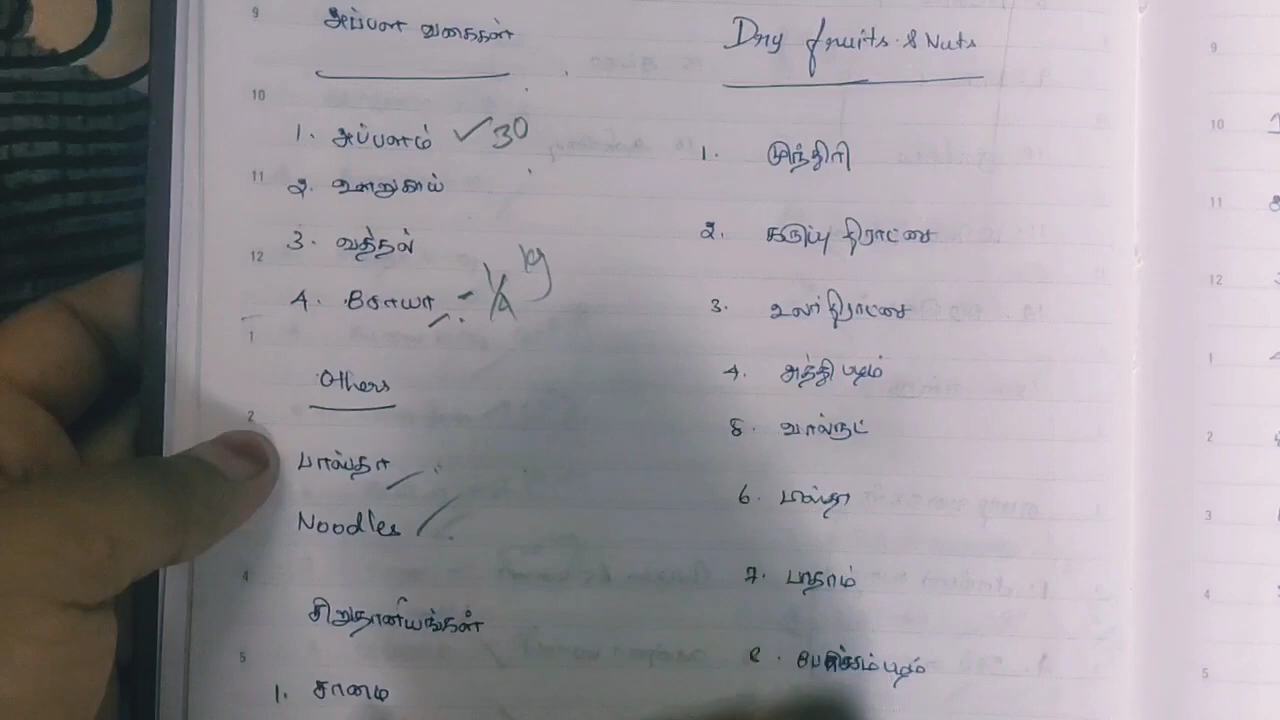 அப்பள வகைகள்
1. அப்பளம் ✓ 30
2. ஊறுகாய்
3. வத்தல்
4. சோயா - 1/2 kg
Others
பாஸ்தா
Noodles
சிறுதானியங்கள்
1. சாமை
Dry fruits & Nuts
1. முந்திரி
2. கருப்பு திராட்சை
3. உலர் திராட்சை
4. அத்தி பழம்
5. வால்நட்
6. பிஸ்தா
7. பாதாம்
8. பேரிச்சம் பழம்